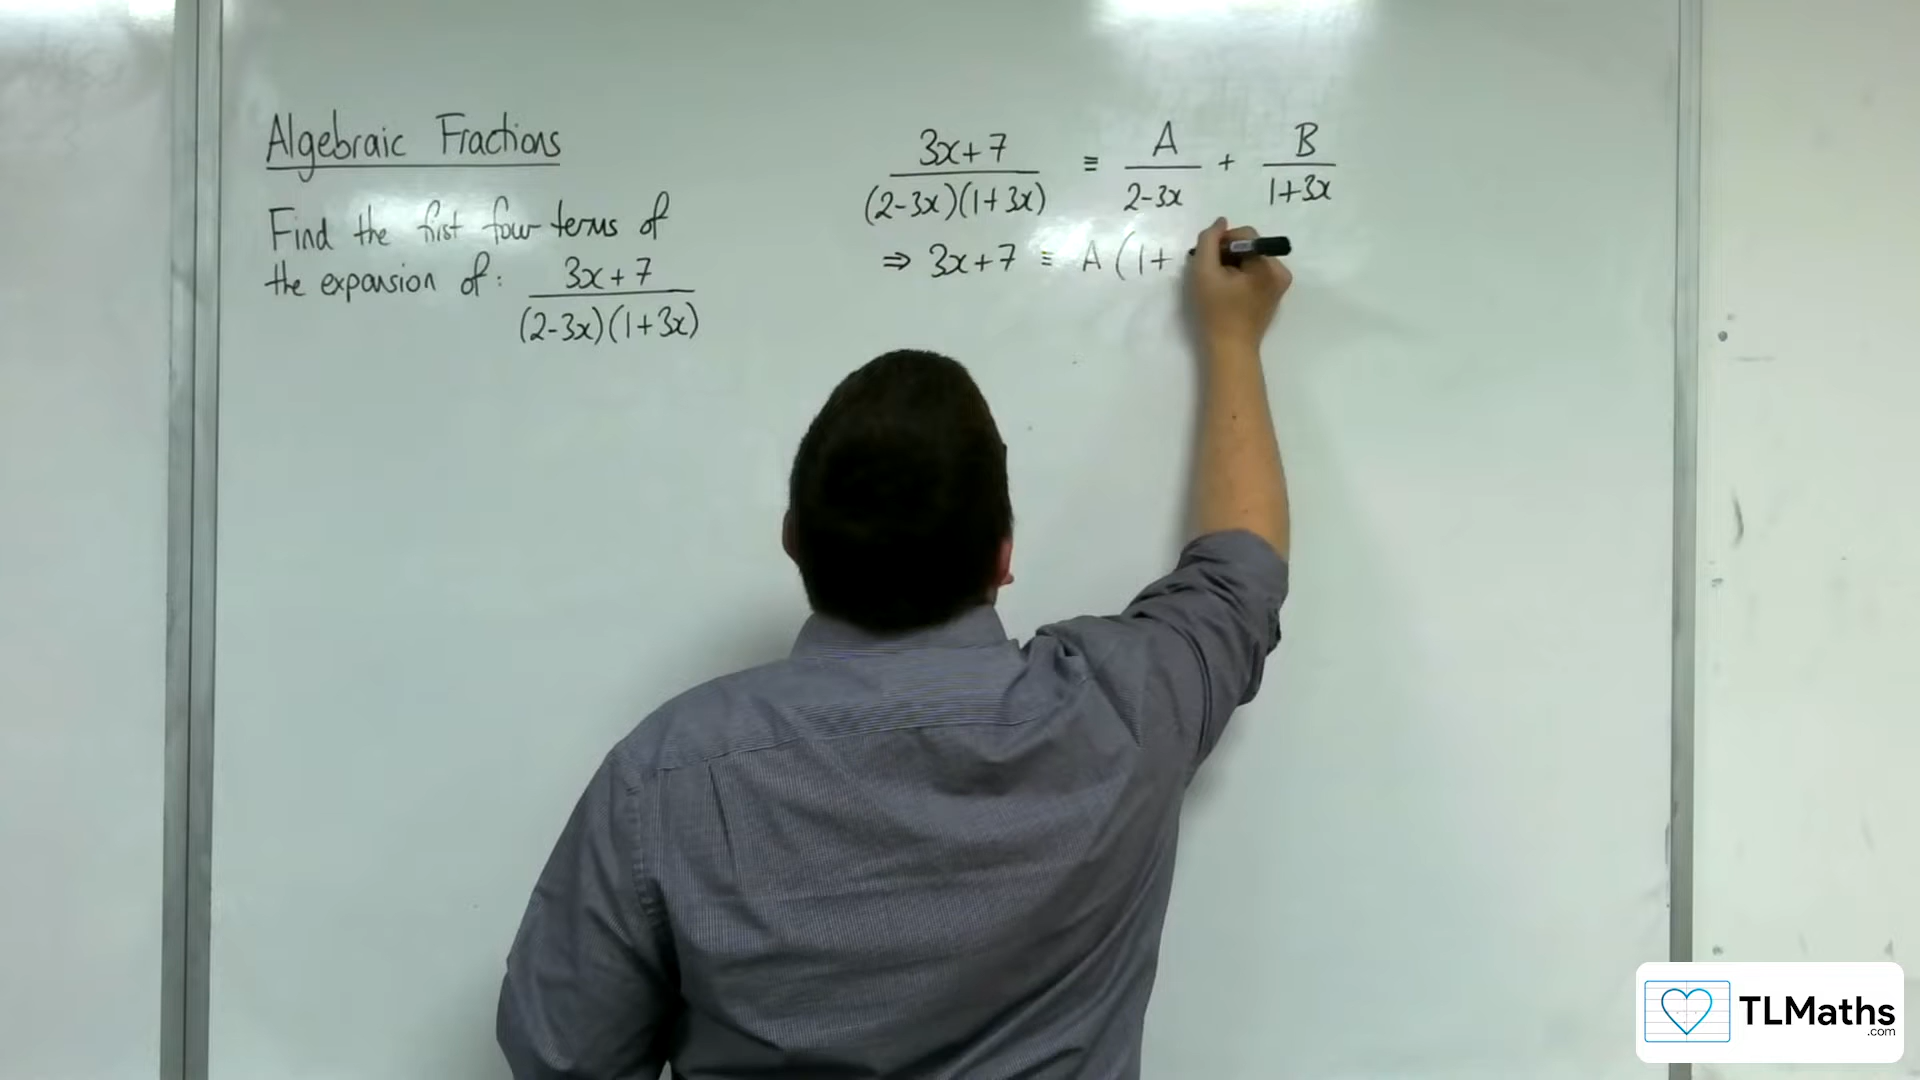 Algebraic Fractions
Find the first four terms of
the expansion of: 3x+7
(2-3x)(1+3x)
3x+7 ≡ A + B
(2-3x)(1+3x) 2-3x 1+3x
⇒ 3x+7 ≡ A(1+
TLMaths
.com